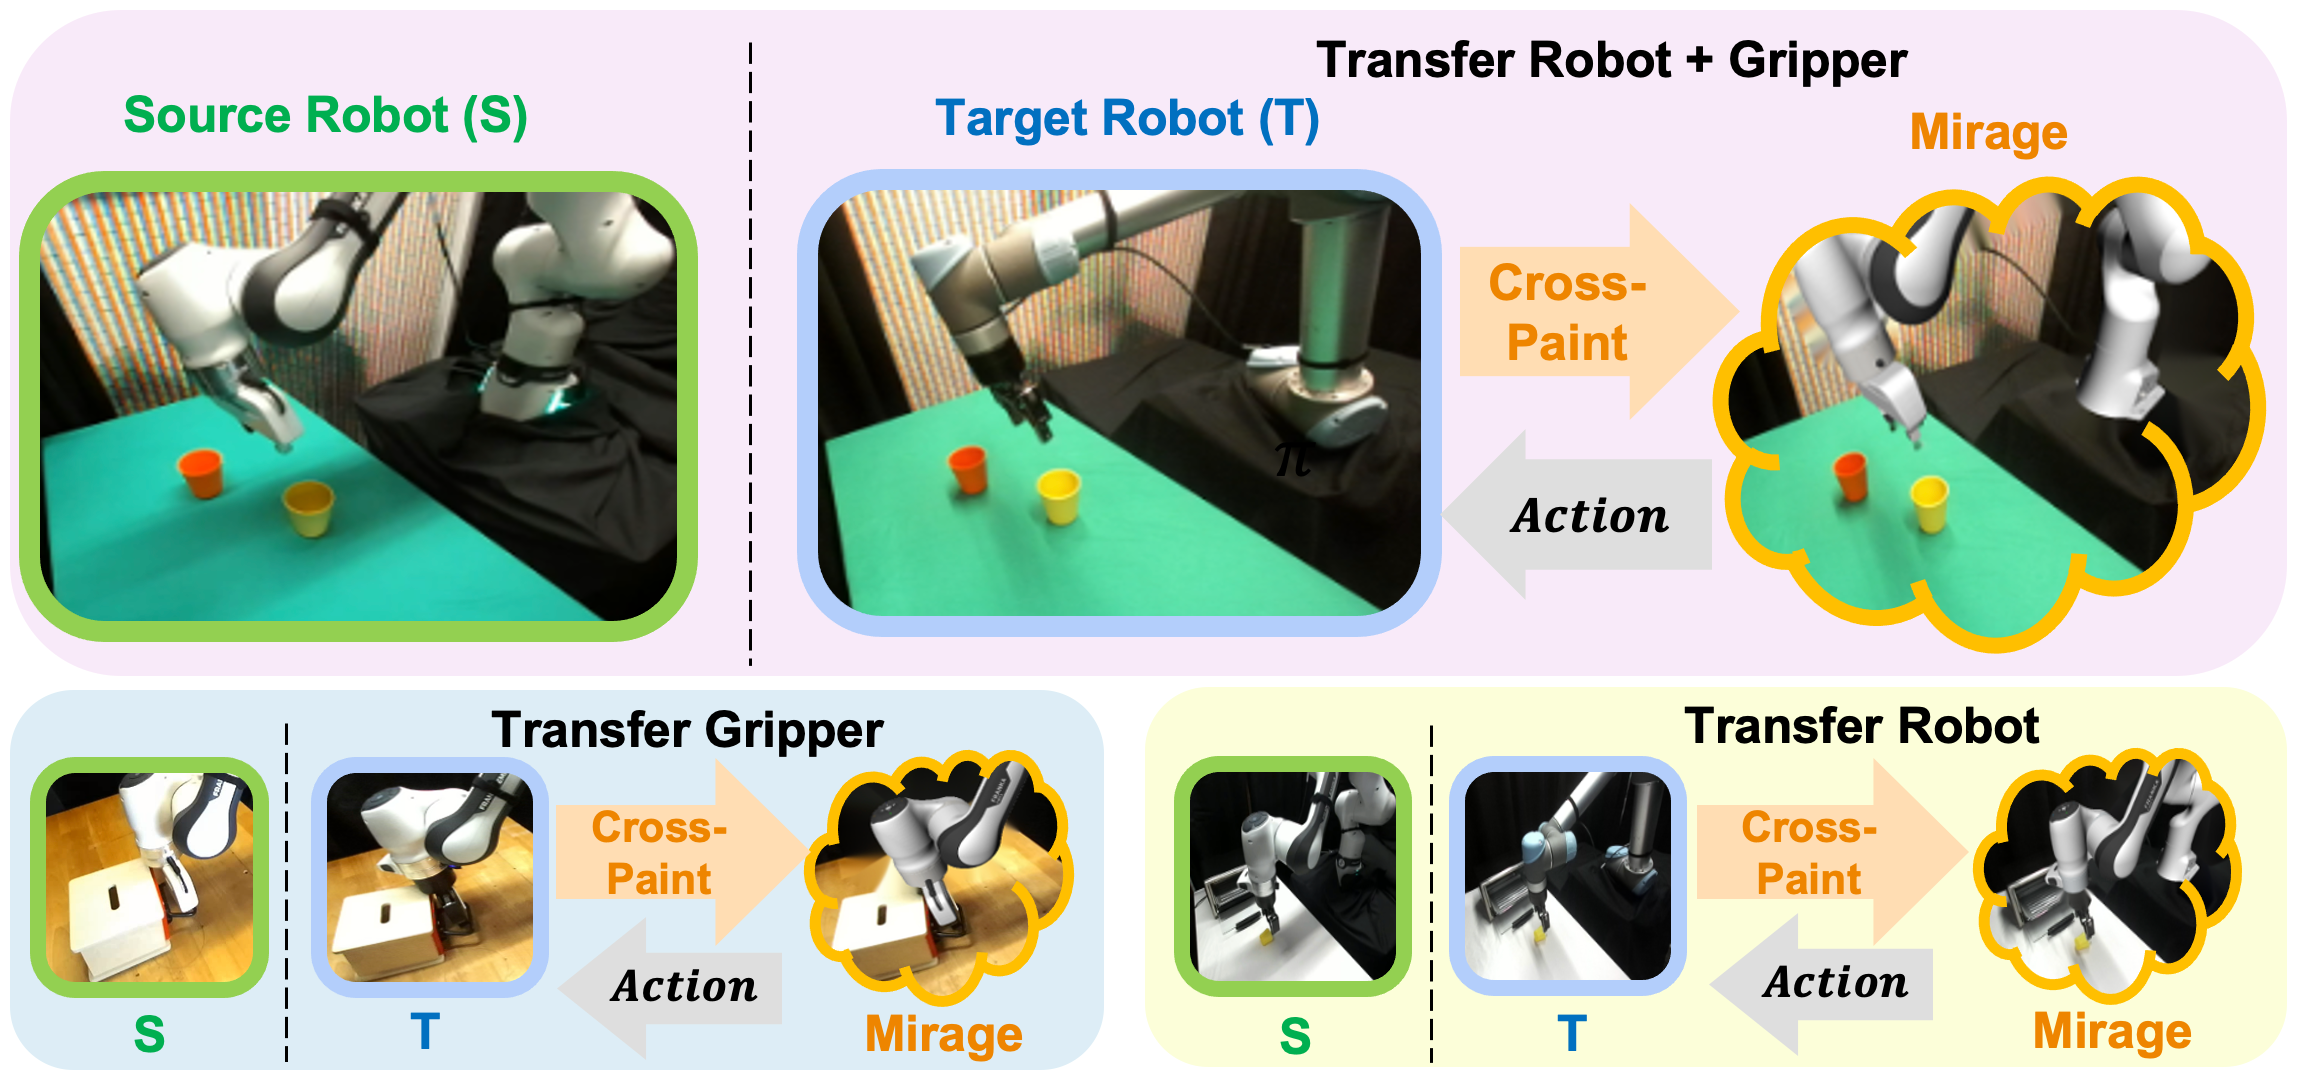 Transfer Robot + Gripper
Source Robot (S)
Target Robot (T)
Mirage
Cross-
Paint
π
Action
Transfer Gripper
Cross-
Paint
Action
S
T
Mirage
Transfer Robot
Cross-
Paint
Action
S
T
Mirage